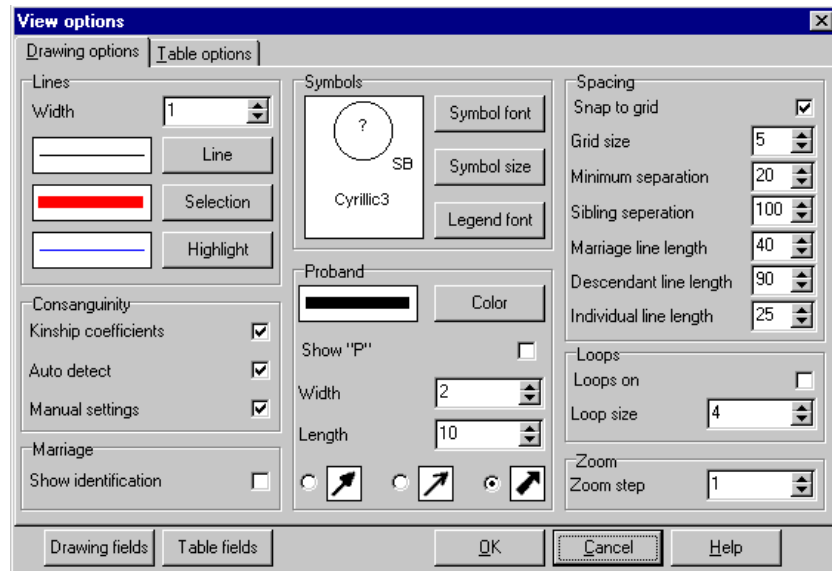 View options
Drawing options
Table options
Lines
Width 1
Line
Selection
Highlight
Consanguinity
Kinship coefficients
Auto detect
Manual settings
Marriage
Show identification
Symbols
?
SB
Cyrillic3
Symbol font
Symbol size
Legend font
Proband
Color
Show "P"
Width 2
Length 10
Spacing
Snap to grid
Grid size 5
Minimum separation 20
Sibling seperation 100
Marriage line length 40
Descendant line length 90
Individual line length 25
Loops
Loops on
Loop size 4
Zoom
Zoom step 1
Drawing fields
Table fields
OK
Cancel
Help